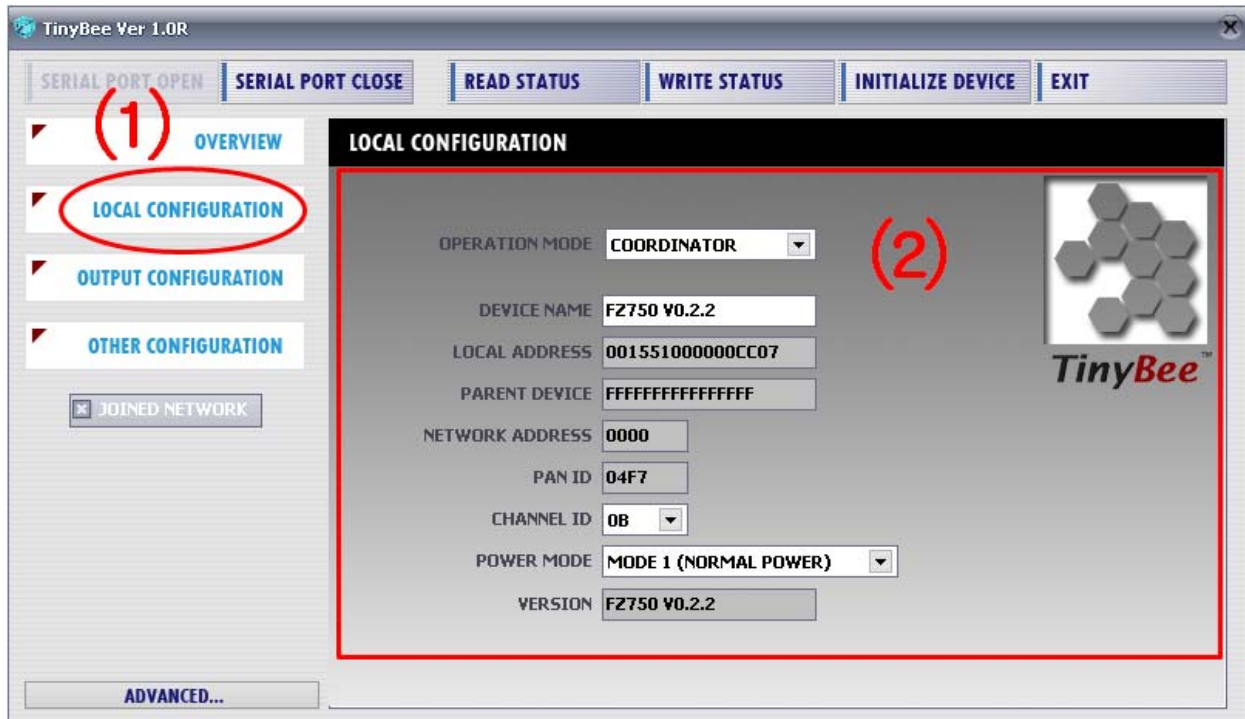 TinyBee Ver 1.0R
SERIAL PORT OPEN SERIAL PORT CLOSE READ STATUS WRITE STATUS INITIALIZE DEVICE EXIT
(1)
OVERVIEW
LOCAL CONFIGURATION
OUTPUT CONFIGURATION
OTHER CONFIGURATION
JOINED NETWORK
ADVANCED...
LOCAL CONFIGURATION
(2)
OPERATION MODE COORDINATOR
DEVICE NAME FZ750 V0.2.2
LOCAL ADDRESS 001551000000CC07
PARENT DEVICE FFFFFFFFFFFFFFFF
NETWORK ADDRESS 0000
PAN ID 04F7
CHANNEL ID 0B
POWER MODE MODE 1 (NORMAL POWER)
VERSION FZ750 V0.2.2
TinyBee™